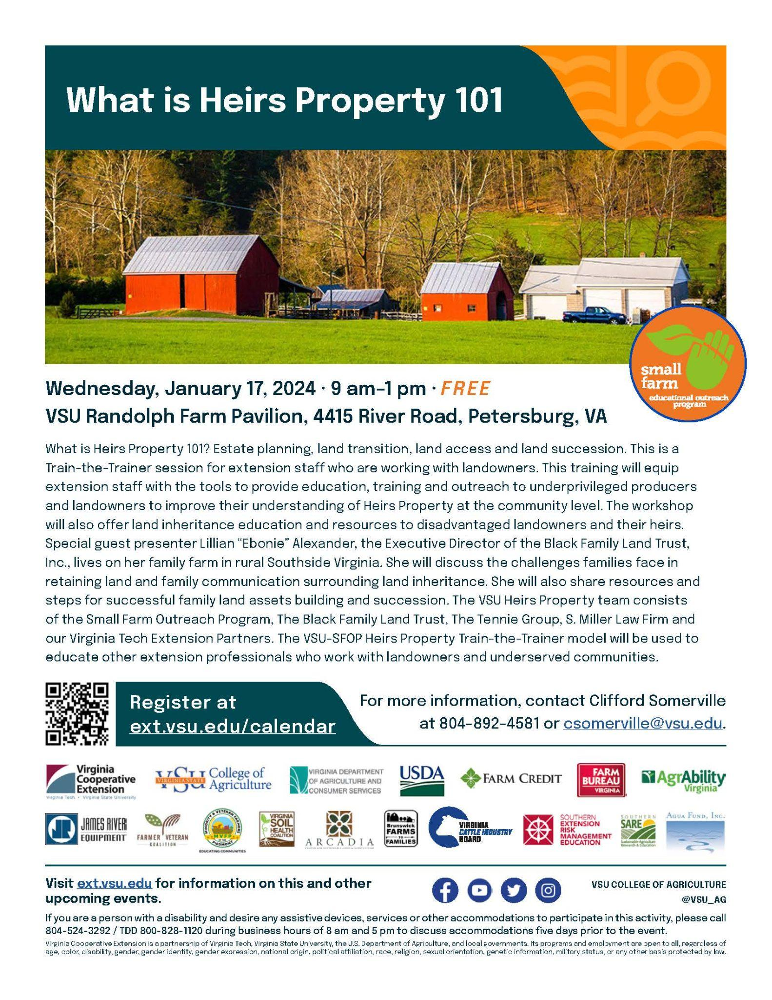 What is Heirs Property 101
small
farm
educational outreach
program
Wednesday, January 17, 2024 · 9 am–1 pm · FREE
VSU Randolph Farm Pavilion, 4415 River Road, Petersburg, VA
What is Heirs Property 101? Estate planning, land transition, land access and land succession. This is a
Train-the-Trainer session for extension staff who are working with landowners. This training will equip
extension staff with the tools to provide education, training and outreach to underprivileged producers
and landowners to improve their understanding of Heirs Property at the community level. The workshop
will also offer land inheritance education and resources to disadvantaged landowners and their heirs.
Special guest presenter Lillian “Ebonie” Alexander, the Executive Director of the Black Family Land Trust,
Inc., lives on her family farm in rural Southside Virginia. She will discuss the challenges families face in
retaining land and family communication surrounding land inheritance. She will also share resources and
steps for successful family land assets building and succession. The VSU Heirs Property team consists
of the Small Farm Outreach Program, The Black Family Land Trust, The Tennie Group, S. Miller Law Firm and
our Virginia Tech Extension Partners. The VSU-SFOP Heirs Property Train-the-Trainer model will be used to
educate other extension professionals who work with landowners and underserved communities.
Register at
ext.vsu.edu/calendar
For more information, contact Clifford Somerville
at 804-892-4581 or csomerville@vsu.edu.
Virginia
Cooperative
Extension
Virginia Tech • Virginia State University
VSU
VIRGINIA STATE
College of
Agriculture
VIRGINIA DEPARTMENT
OF AGRICULTURE AND
CONSUMER SERVICES
USDA
FARM CREDIT
FARM
BUREAU
VIRGINIA
AgrAbility
Virginia
JR
JAMES RIVER
EQUIPMENT
FARMER VETERAN
COALITION
MINORITY & VETERAN FARMERS
MVFP
OF THE
PIEDMONT
EDUCATING COMMUNITIES
VIRGINIA
SOIL
HEALTH
COALITION
ARCADIA
CENTER FOR SUSTAINABLE FOOD & AGRICULTURE
Brunswick
FARMS
TO
FAMILIES
VIRGINIA
CATTLE INDUSTRY
BOARD
SOUTHERN
EXTENSION
RISK
MANAGEMENT
EDUCATION
SOUTHERN
SARE
Sustainable Agriculture
Research & Education
AGUA FUND, INC.
Visit ext.vsu.edu for information on this and other
upcoming events.
VSU COLLEGE OF AGRICULTURE
@VSU_AG
If you are a person with a disability and desire any assistive devices, services or other accommodations to participate in this activity, please call
804-524-3292 / TDD 800-828-1120 during business hours of 8 am and 5 pm to discuss accommodations five days prior to the event.
Virginia Cooperative Extension is a partnership of Virginia Tech, Virginia State University, the U.S. Department of Agriculture, and local governments. Its programs and employment are open to all, regardless of
age, color, disability, gender, gender identity, gender expression, national origin, political affiliation, race, religion, sexual orientation, genetic information, military status, or any other basis protected by law.